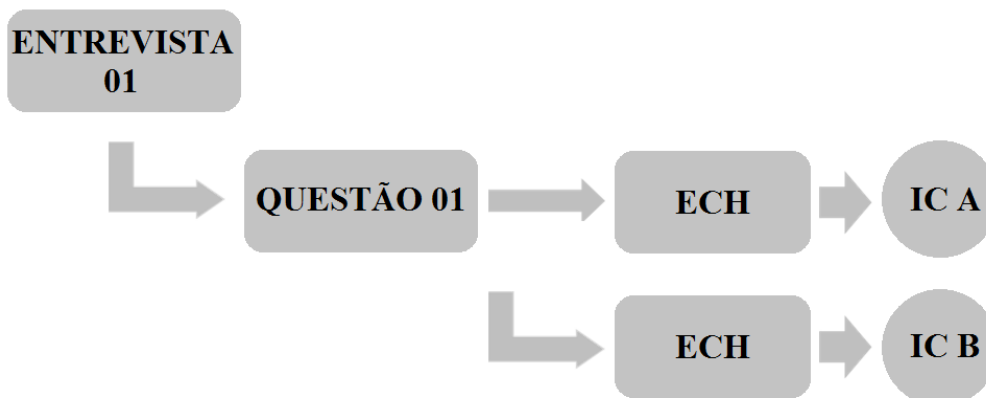 ENTREVISTA
01
QUESTÃO 01
ECH
IC A
ECH
IC B